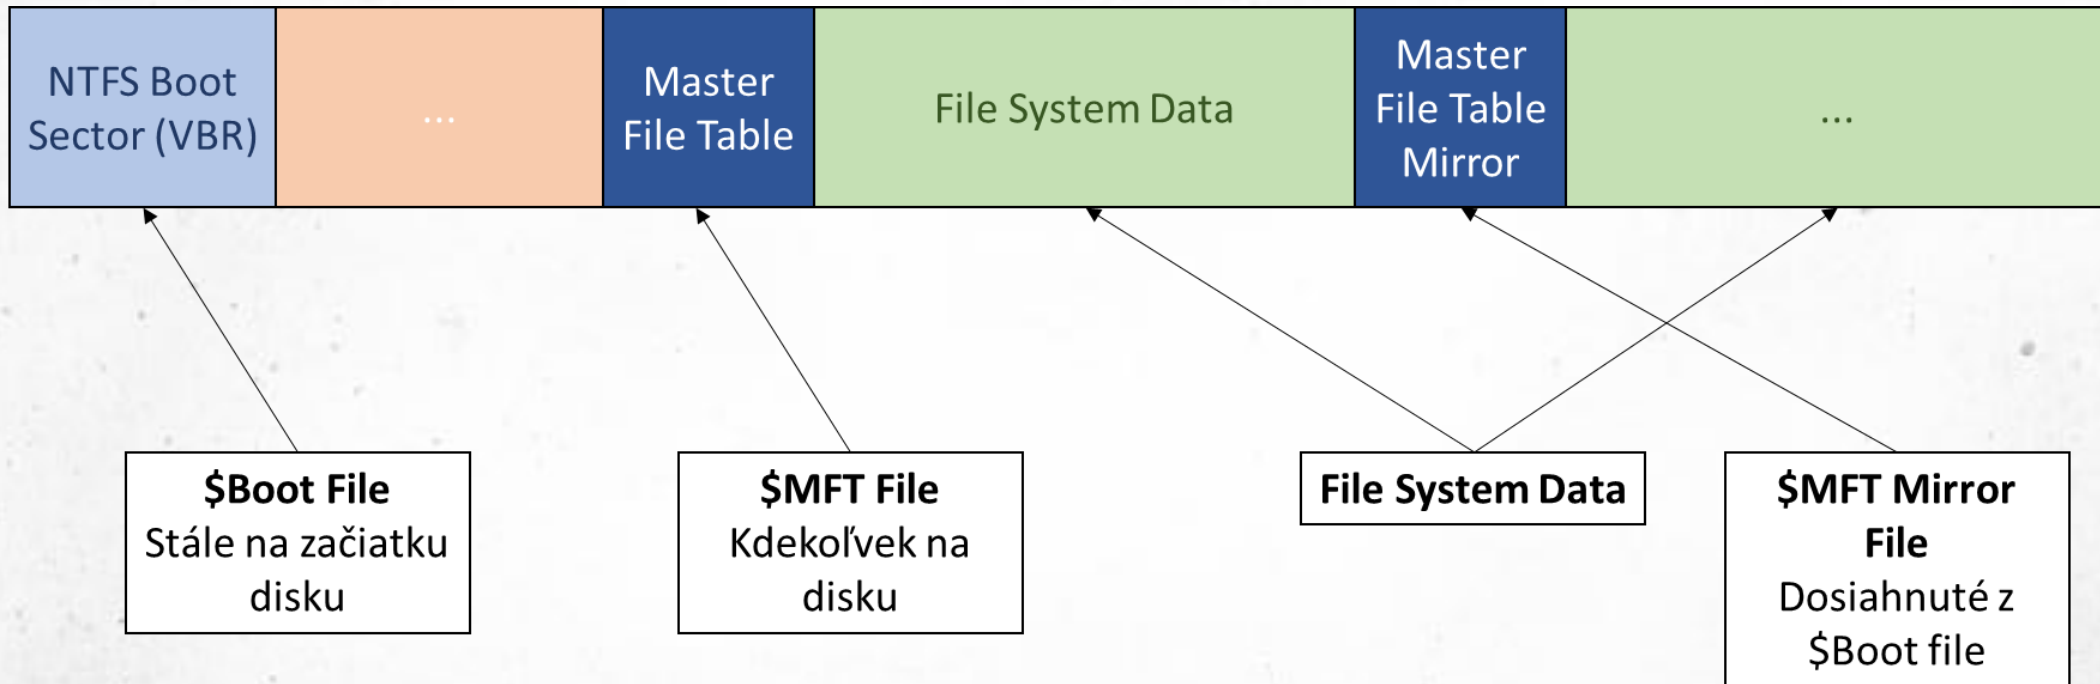 NTFS Boot
Sector (VBR)
...
Master
File Table
File System Data
Master
File Table
Mirror
...
$Boot File
Stále na začiatku
disku
$MFT File
Kdekoľvek na
disku
File System Data
$MFT Mirror
File
Dosiahnuté z
$Boot file